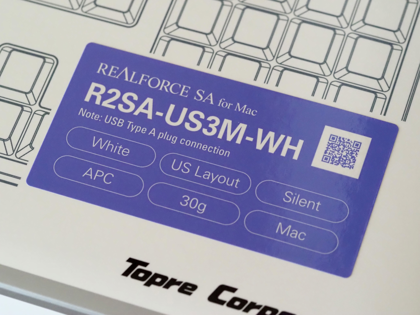 REALFORCE SA for Mac
R2SA-US3M-WH
Note: USB Type A plug connection
White
US Layout
Silent
APC
30g
Mac
Topre